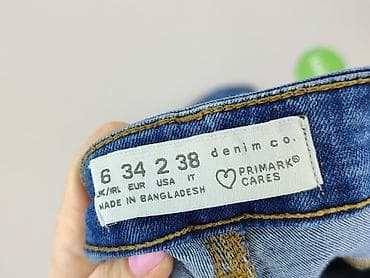 6 34 2 38 denim co.
UK/IRL EUR USA IT
PRIMARK®
CARES
MADE IN BANGLADESH